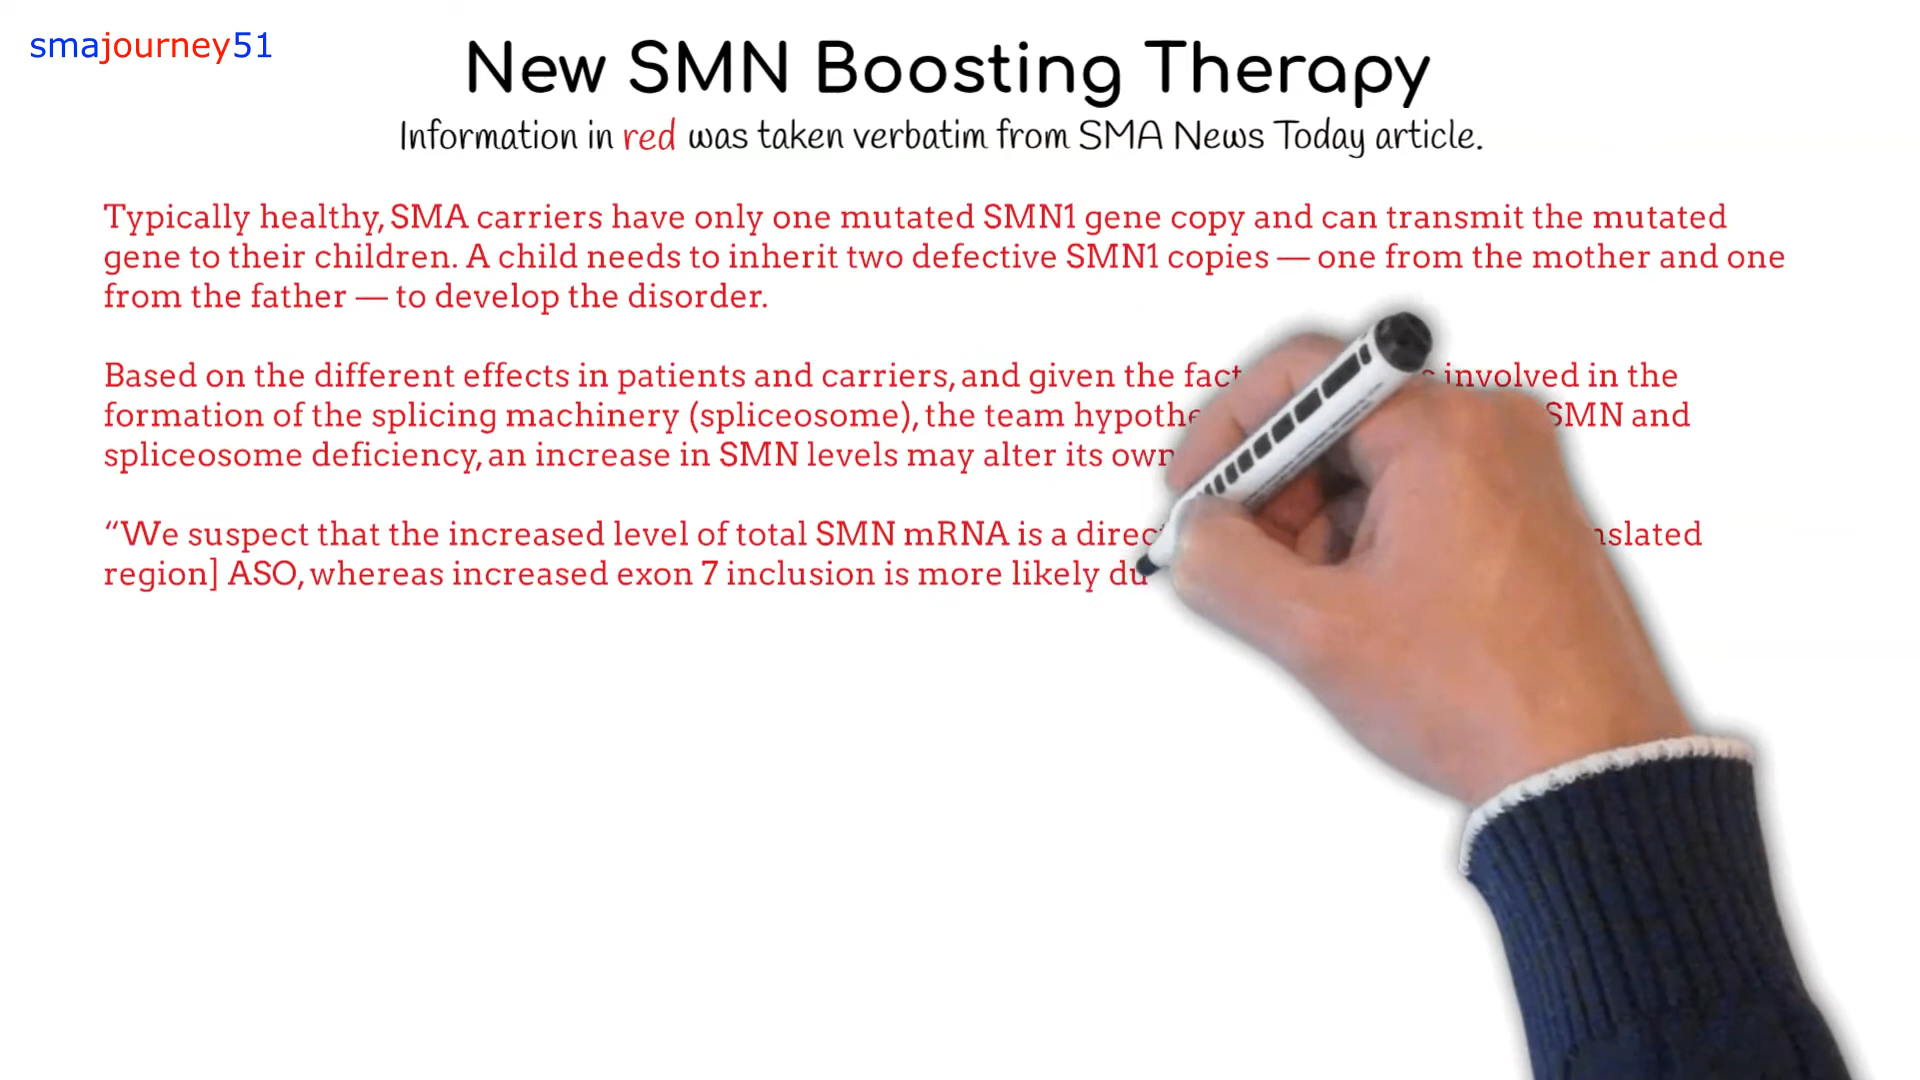 smajourney51
New SMN Boosting Therapy
Information in red was taken verbatim from SMA News Today article.
Typically healthy, SMA carriers have only one mutated SMN1 gene copy and can transmit the mutated
gene to their children. A child needs to inherit two defective SMN1 copies — one from the mother and one
from the father — to develop the disorder.
Based on the different effects in patients and carriers, and given the fact involved in the
formation of the splicing machinery (spliceosome), the team SMN and
spliceosome deficiency, an increase in SMN levels may alter its own
“We suspect that the increased level of total SMN mRNA is a
region] ASO, whereas increased exon 7 inclusion is more likely